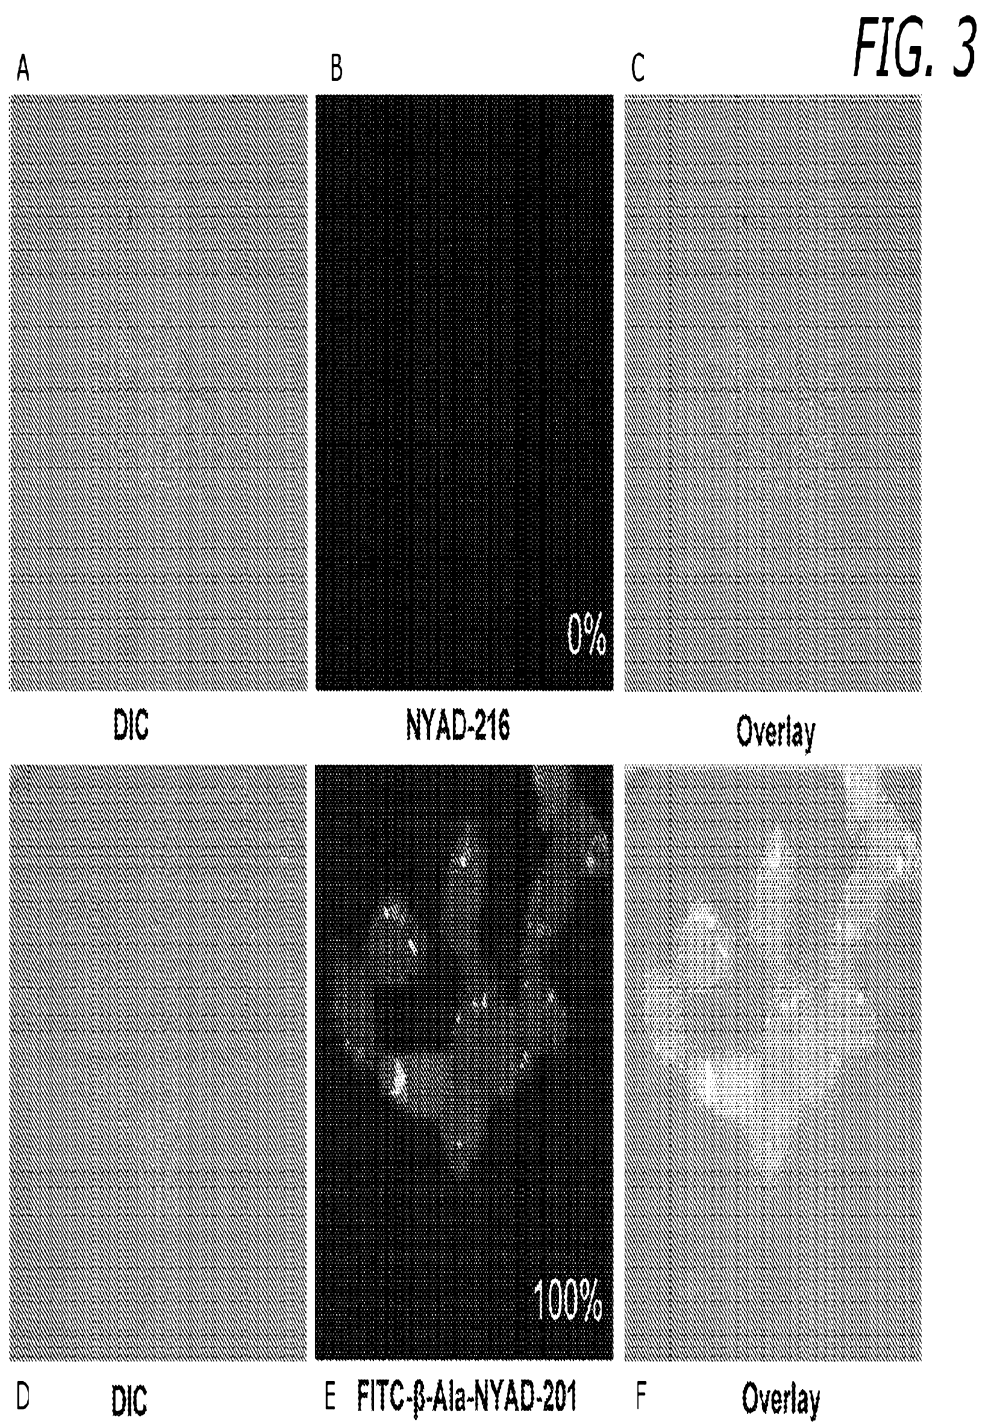 FIG. 3
A B C
0%
DIC NYAD-216 Overlay
100%
D DIC E FITC-β-Ala-NYAD-201 F Overlay